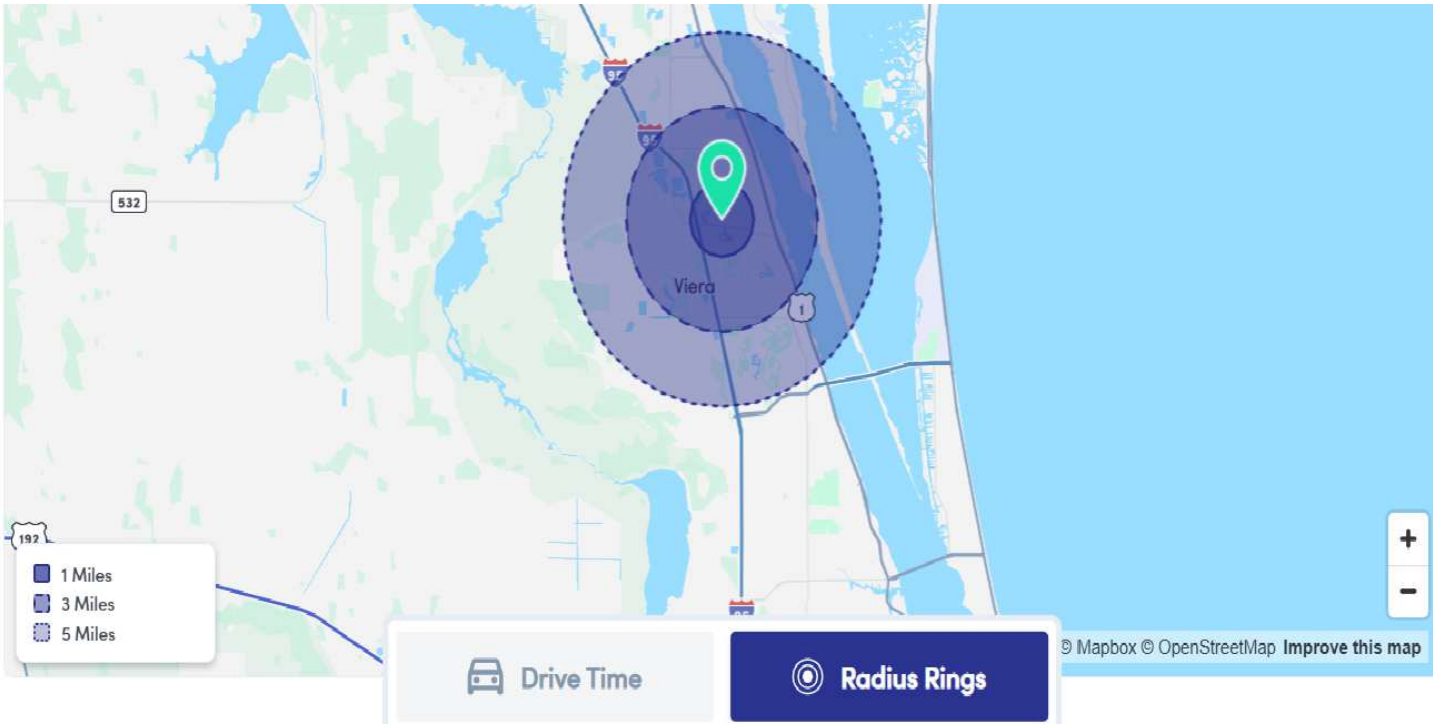 95
95
532
Viera
1
192
1 Miles
3 Miles
5 Miles
95
+
−
© Mapbox © OpenStreetMap Improve this map
Drive Time
Radius Rings